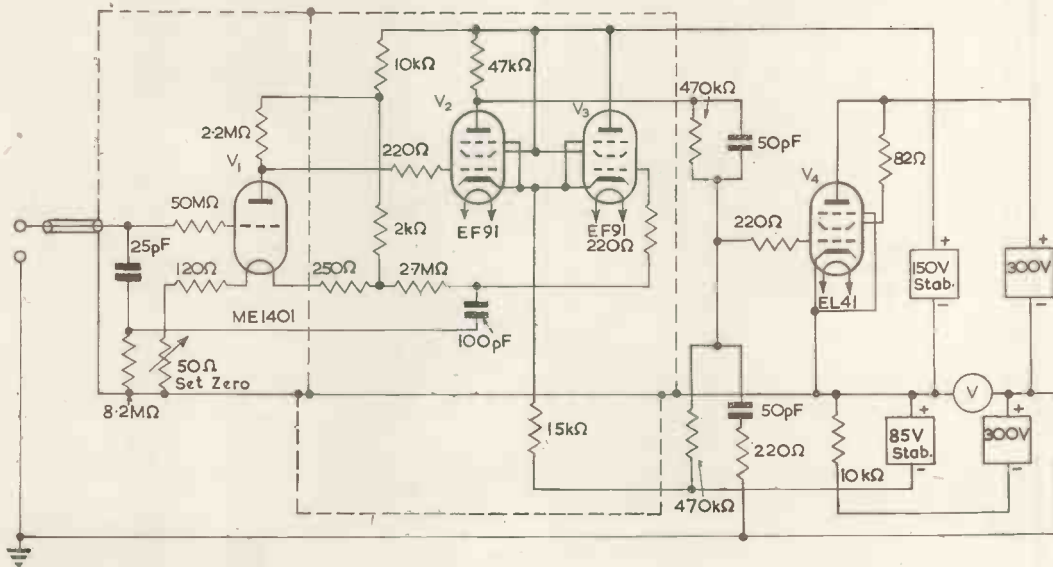 10kΩ
47kΩ
V2
V3
470kΩ
50pF
2·2MΩ
V1
220Ω
V4
82Ω
50MΩ
25pF
EF91
EF91
220Ω
2kΩ
220Ω
150V
Stab.
300V
120Ω
250Ω
27MΩ
EL41
ME1401
100pF
50Ω
Set Zero
V
8·2MΩ
50pF
15kΩ
220Ω
10kΩ
85V
Stab.
300V
470kΩ
+
−
+
−
+
−
+
−